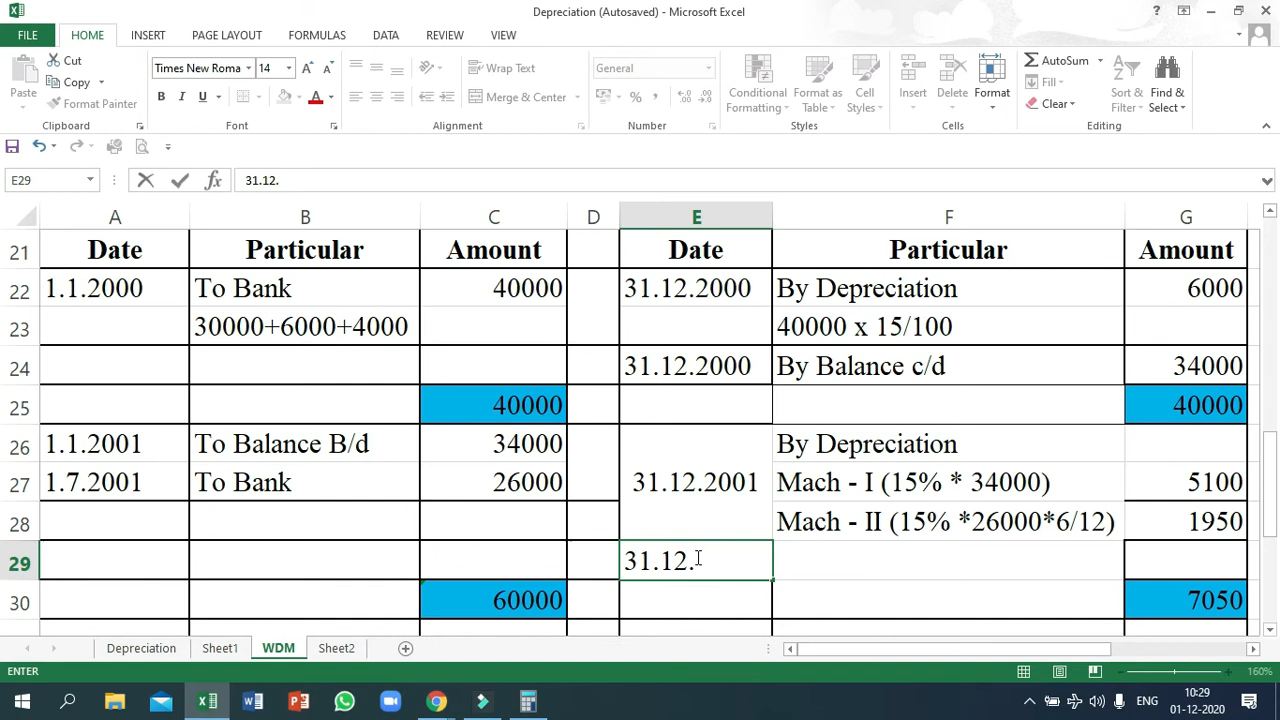 Depreciation (Autosaved) - Microsoft Excel
FILE HOME INSERT PAGE LAYOUT FORMULAS DATA REVIEW VIEW
Paste Cut Copy Format Painter Clipboard
Times New Roma 14 B I U A Font
Wrap Text Merge & Center Alignment
General % Number
Conditional Formatting Format as Table Cell Styles Styles
Insert Delete Format Cells
AutoSum Fill Clear Sort & Filter Find & Select Editing
E29 fx 31.12.
A B C D E F G
21 Date Particular Amount Date Particular Amount
22 1.1.2000 To Bank 40000 31.12.2000 By Depreciation 6000
23 30000+6000+4000 40000 x 15/100
24 31.12.2000 By Balance c/d 34000
25 40000 40000
26 1.1.2001 To Balance B/d 34000 By Depreciation
27 1.7.2001 To Bank 26000 31.12.2001 Mach - I (15% * 34000) 5100
28 Mach - II (15% *26000*6/12) 1950
29 31.12.
30 60000 7050
Depreciation Sheet1 WDM Sheet2
ENTER 160%
ENG 10:29
01-12-2020